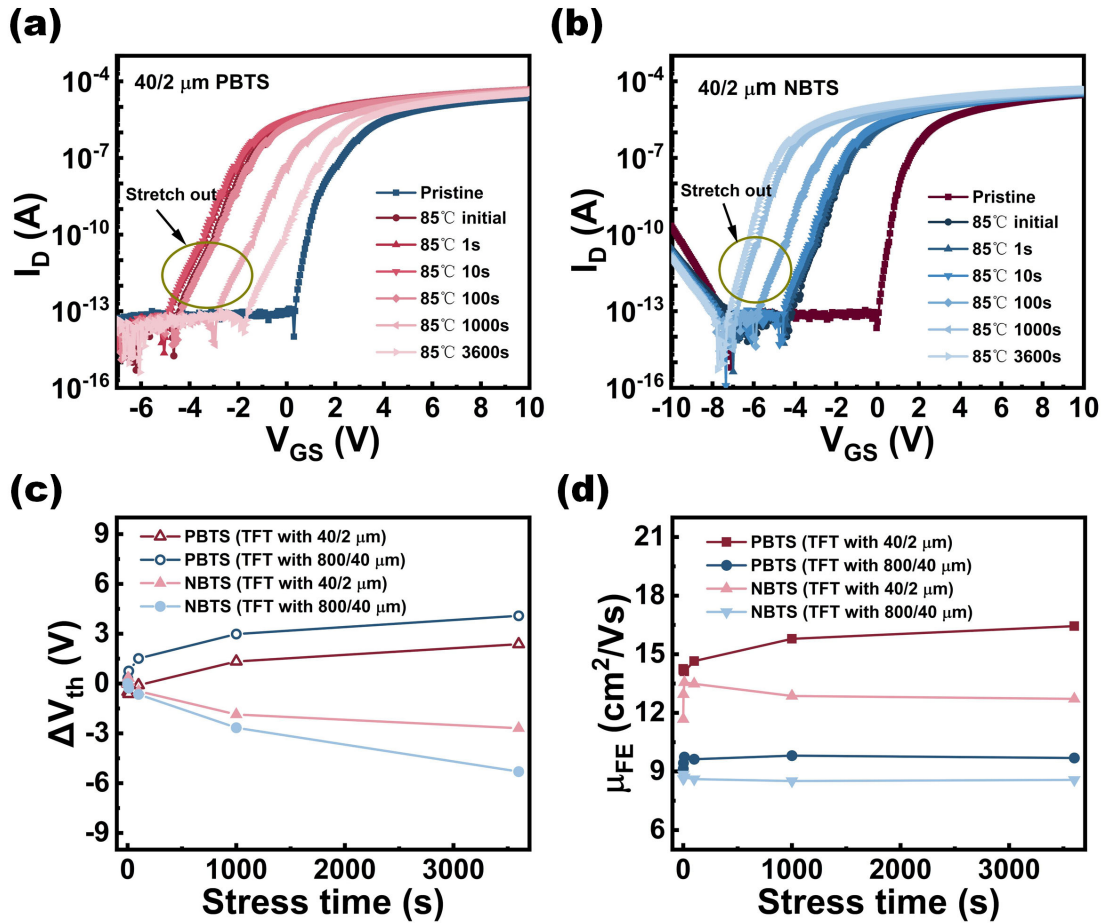 (a)
40/2 μm PBTS
Stretch out
Pristine
85℃ initial
85℃ 1s
85℃ 10s
85℃ 100s
85℃ 1000s
85℃ 3600s
10⁻⁴
10⁻⁷
10⁻¹⁰
10⁻¹³
10⁻¹⁶
I_D (A)
-6 -4 -2 0 2 4 6 8 10
V_GS (V)
(b)
40/2 μm NBTS
Stretch out
Pristine
85℃ initial
85℃ 1s
85℃ 10s
85℃ 100s
85℃ 1000s
85℃ 3600s
10⁻⁴
10⁻⁷
10⁻¹⁰
10⁻¹³
10⁻¹⁶
I_D (A)
-10 -8 -6 -4 -2 0 2 4 6 8 10
V_GS (V)
(c)
PBTS (TFT with 40/2 μm)
PBTS (TFT with 800/40 μm)
NBTS (TFT with 40/2 μm)
NBTS (TFT with 800/40 μm)
9
6
3
0
-3
-6
-9
ΔV_th (V)
0 1000 2000 3000
Stress time (s)
(d)
PBTS (TFT with 40/2 μm)
PBTS (TFT with 800/40 μm)
NBTS (TFT with 40/2 μm)
NBTS (TFT with 800/40 μm)
21
18
15
12
9
6
μ_FE (cm²/Vs)
0 1000 2000 3000
Stress time (s)